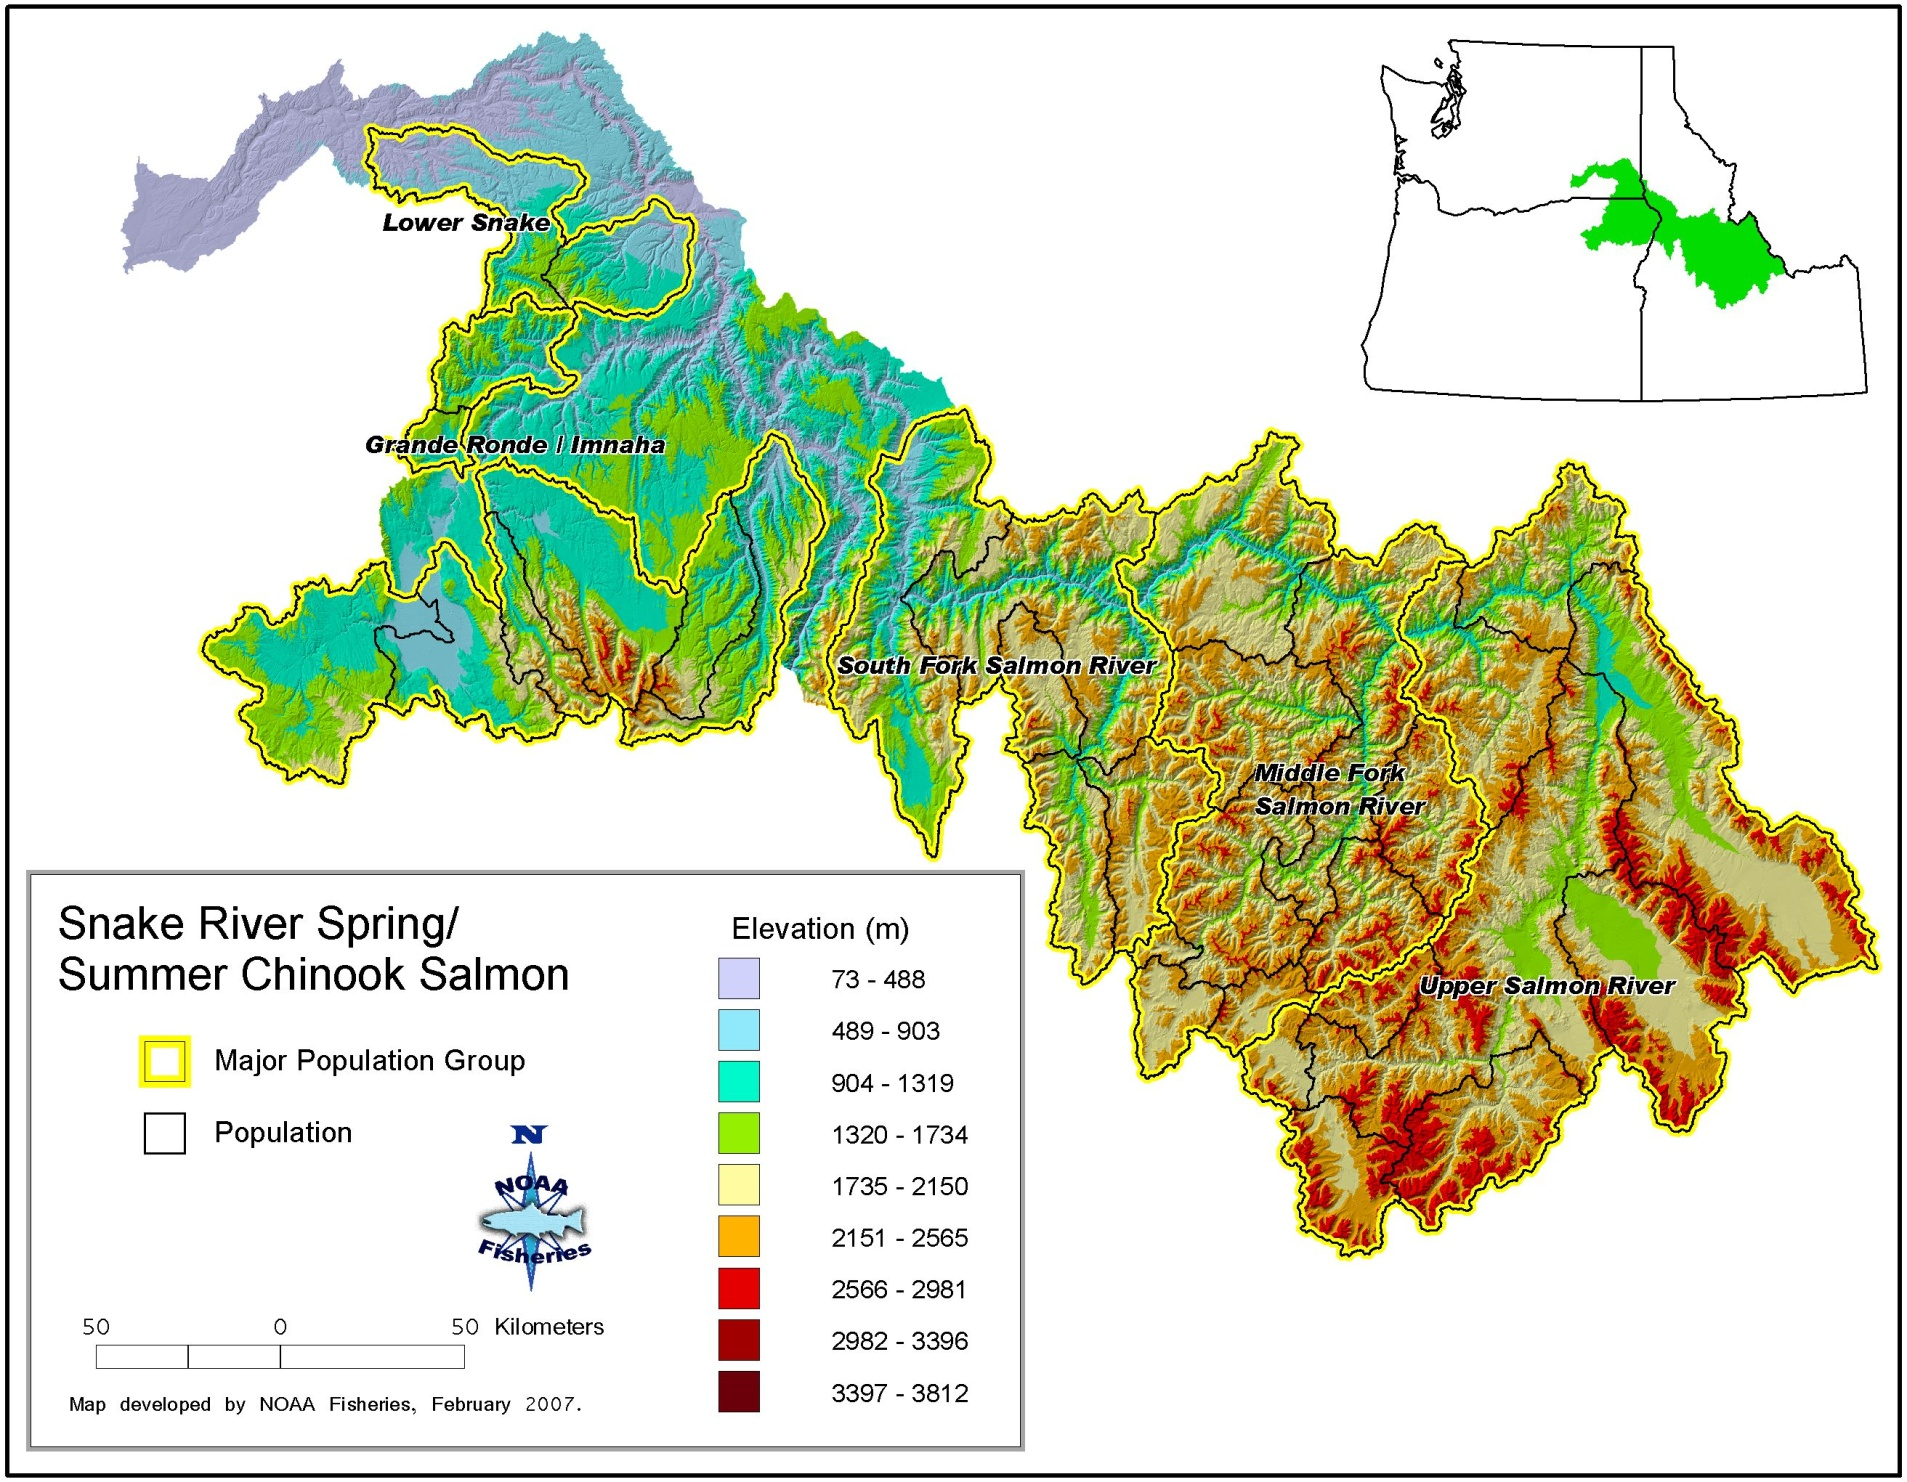 Lower Snake
Grande Ronde / Imnaha
South Fork Salmon River
Middle Fork
Salmon River
Upper Salmon River
Snake River Spring/
Summer Chinook Salmon
Major Population Group
Population
N
NOAA
Fisheries
50 0 50 Kilometers
Map developed by NOAA Fisheries, February 2007.
Elevation (m)
73 - 488
489 - 903
904 - 1319
1320 - 1734
1735 - 2150
2151 - 2565
2566 - 2981
2982 - 3396
3397 - 3812